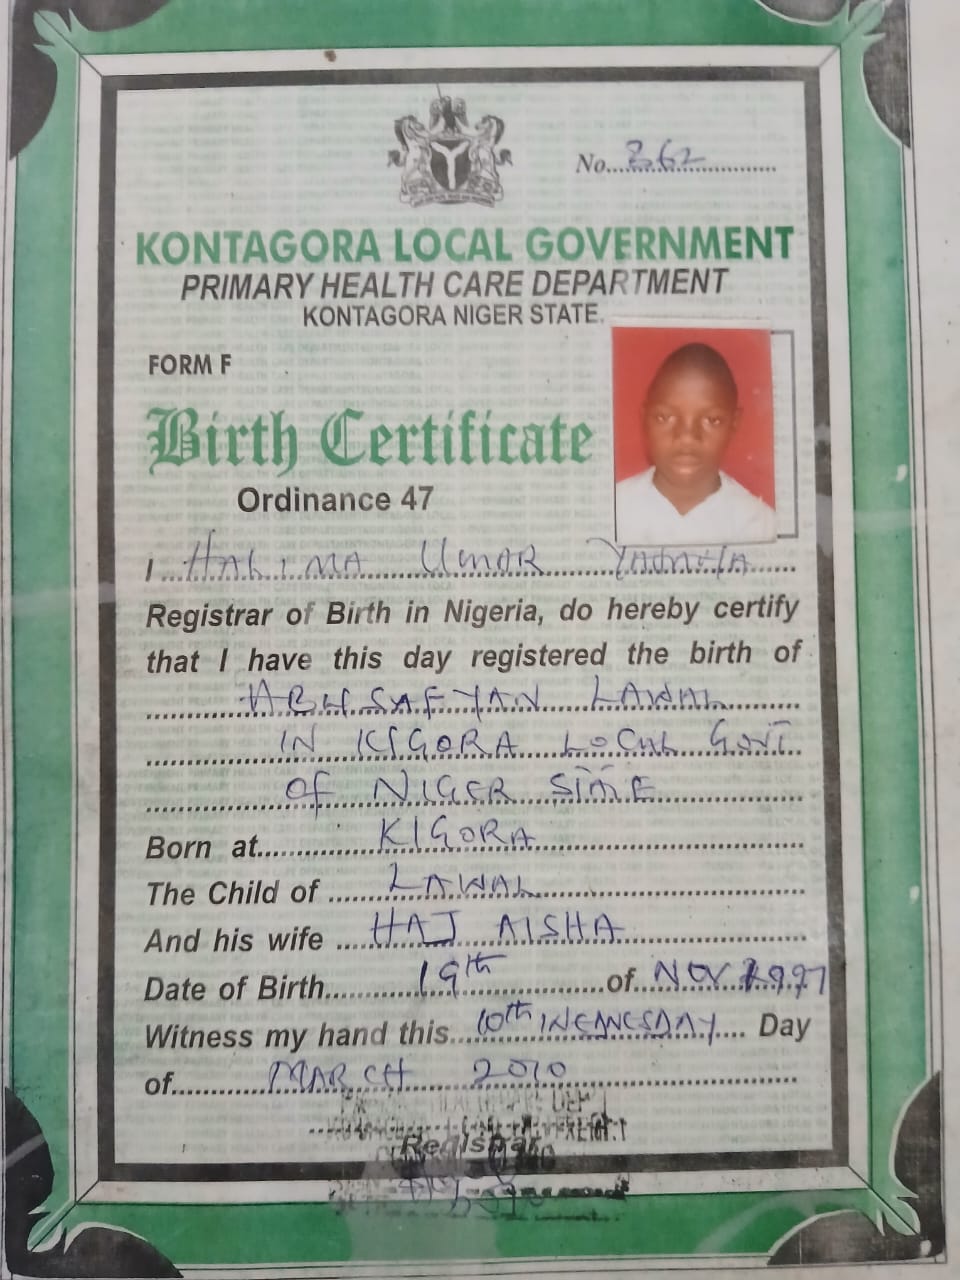 No. 362
KONTAGORA LOCAL GOVERNMENT
PRIMARY HEALTH CARE DEPARTMENT
KONTAGORA NIGER STATE.
FORM F
Birth Certificate
Ordinance 47
I HALIMA UMAR
Registrar of Birth in Nigeria, do hereby certify
that I have this day registered the birth of
ABUSAFYAN LAWAL
IN K/GORA LOCAL GOVT
OF NIGER STATE
Born at K/GORA
The Child of LAWAL
And his wife HAJ AISHA
Date of Birth 19th of NOV 1997
Witness my hand this 10th WEDNESDAY Day
of MARCH 2010
Registrar